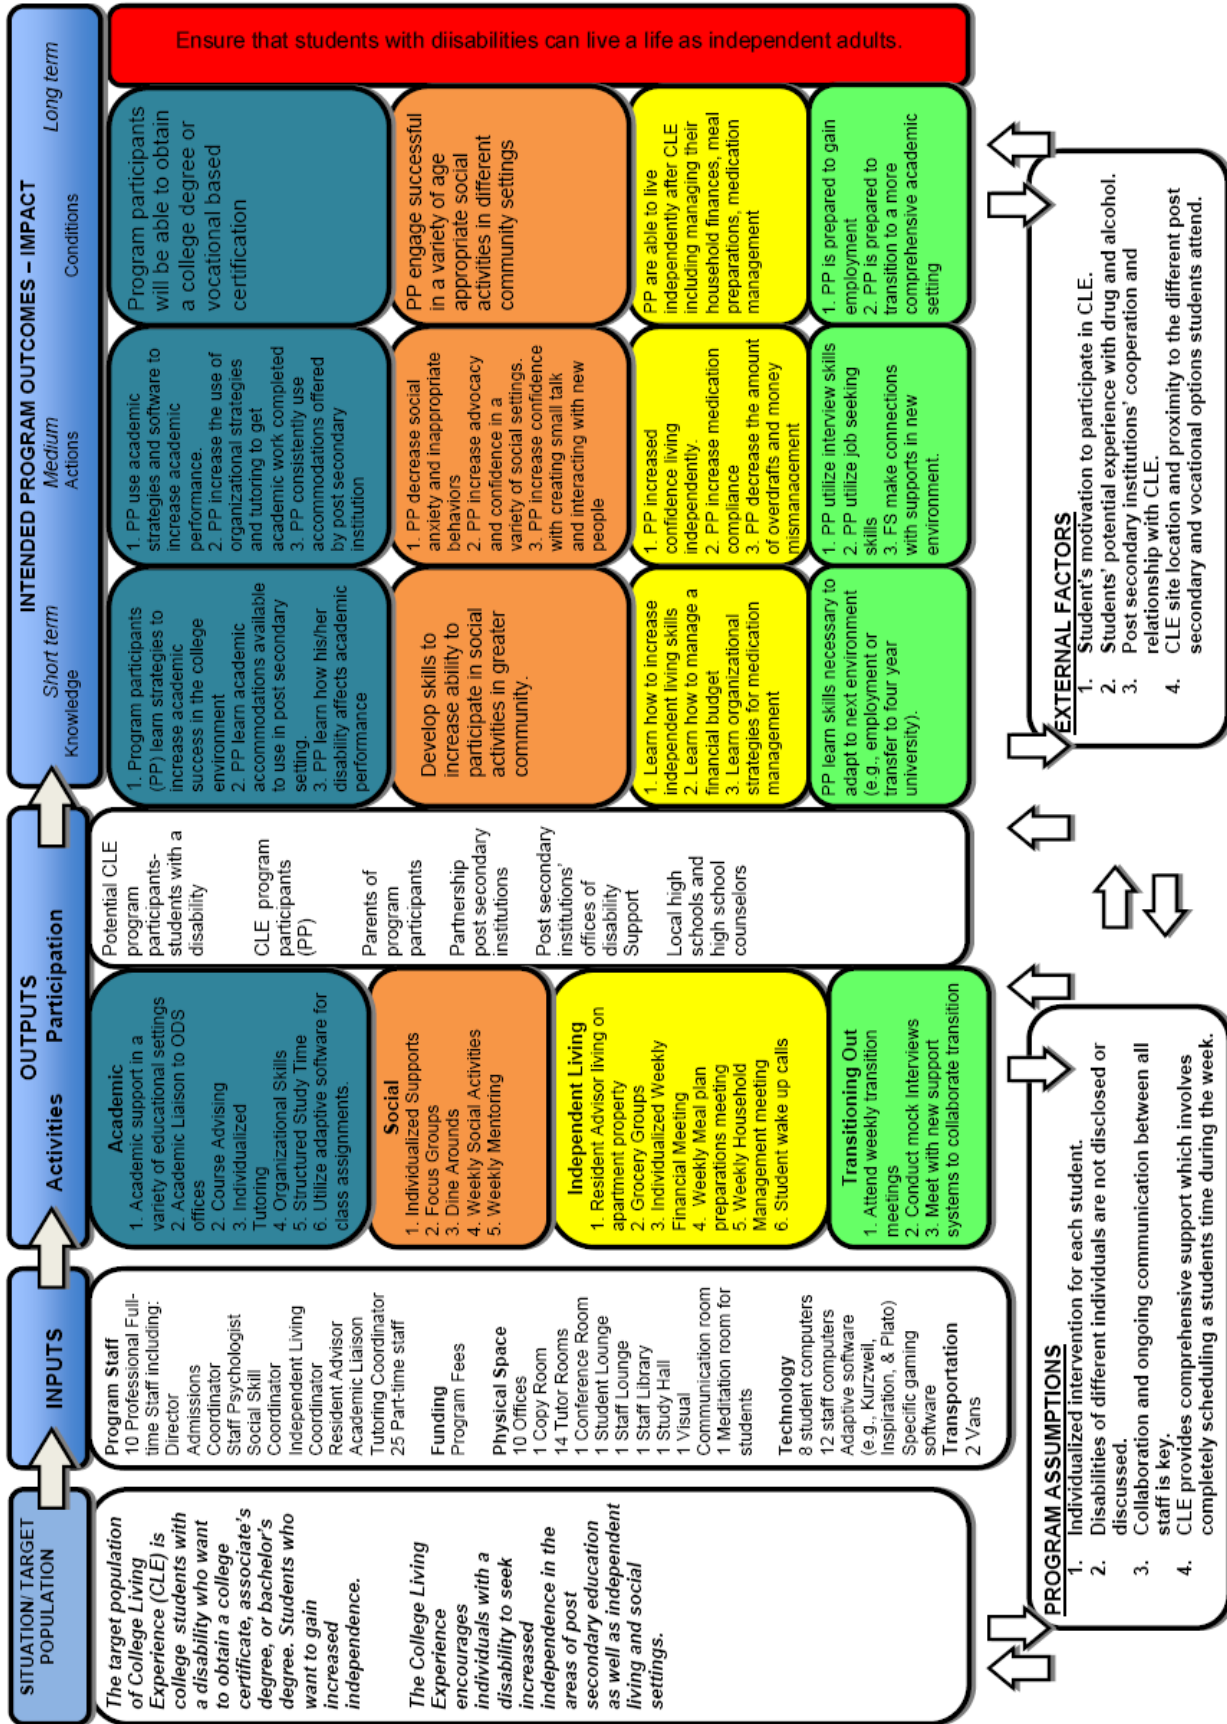 SITUATION/ TARGET
POPULATION
The target population
of College Living
Experience (CLE) is
college students with
a disability who want
to obtain a college
certificate, associate's
degree, or bachelor's
degree. Students who
want to gain
increased
independence.
The College Living
Experience
encourages
individuals with a
disability to seek
increased
independence in the
areas of post
secondary education
as well as independent
living and social
settings.
INPUTS
Program Staff
10 Professional Full-
time Staff including:
Director
Admissions
Coordinator
Staff Psychologist
Social Skill
Coordinator
Independent Living
Coordinator
Resident Advisor
Academic Liaison
Tutoring Coordinator
25 Part-time staff
Funding
Program Fees
Physical Space
10 Offices
1 Copy Room
14 Tutor Rooms
1 Conference Room
1 Student Lounge
1 Staff Lounge
1 Staff Library
1 Study Hall
1 Visual
Communication room
1 Meditation room for
students
Technology
8 student computers
12 staff computers
Adaptive software
(e.g., Kurzweil,
Inspiration, & Plato)
Specific gaming
software
Transportation
2 Vans
OUTPUTS
Activities Participation
Academic
1. Academic support in a
variety of educational settings
2. Academic Liaison to ODS
offices
2. Course Advising
3. Individualized
Tutoring
4. Organizational Skills
5. Structured Study Time
6. Utilize adaptive software for
class assignments.
Social
1. Individualized Supports
2. Focus Groups
3. Dine Arounds
4. Weekly Social Activities
5. Weekly Mentoring
Independent Living
1. Resident Advisor living on
apartment property
2. Grocery Groups
3. Individualized Weekly
Financial Meeting
4. Weekly Meal plan
preparations meeting
5. Weekly Household
Management meeting
6. Student wake up calls
Transitioning Out
1. Attend weekly transition
meetings
2. Conduct mock Interviews
3. Meet with new support
systems to collaborate transition
Potential CLE
program
participants-
students with a
disability
CLE program
participants
(PP)
Parents of
program
participants
Partnership
post secondary
institutions
Post secondary
institutions'
offices of
disability
Support
Local high
schools and
high school
counselors
INTENDED PROGRAM OUTCOMES – IMPACT
Short term Medium Long term
Knowledge Actions Conditions
1. Program participants
(PP) learn strategies to
increase academic
success in the college
environment
2. PP learn academic
accommodations available
to use in post secondary
setting.
3. PP learn how his/her
disability affects academic
performance
Develop skills to
increase ability to
participate in social
activities in greater
community.
1. Learn how to increase
independent living skills
2. Learn how to manage a
financial budget
3. Learn organizational
strategies for medication
management
PP learn skills necessary to
adapt to next environment
(e.g., employment or
transfer to four year
university).
1. PP use academic
strategies and software to
increase academic
performance.
2. PP increase the use of
organizational strategies
and tutoring to get
academic work completed
3. PP consistently use
accommodations offered
by post secondary
institution
1. PP decrease social
anxiety and inappropriate
behaviors
2. PP increase advocacy
and confidence in a
variety of social settings.
3. PP increase confidence
with creating small talk
and interacting with new
people
1. PP increased
confidence living
independently.
2. PP increase medication
compliance
3. PP decrease the amount
of overdrafts and money
mismanagement
1. PP utilize interview skills
2. PP utilize job seeking
skills
3. FS make connections
with supports in new
environment.
Program participants
will be able to obtain
a college degree or
vocational based
certification
PP engage successful
in a variety of age
appropriate social
activities in different
community settings
PP are able to live
independently after CLE
including managing their
household finances, meal
preparations, medication
management
1. PP is prepared to gain
employment
2. PP is prepared to
transition to a more
comprehensive academic
setting
Ensure that students with diisabilities can live a life as independent adults.
PROGRAM ASSUMPTIONS
1. Individualized intervention for each student.
2. Disabilities of different individuals are not disclosed or
discussed.
3. Collaboration and ongoing communication between all
staff is key.
4. CLE provides comprehensive support which involves
completely scheduling a students time during the week.
EXTERNAL FACTORS
1. Student's motivation to participate in CLE.
2. Students' potential experience with drug and alcohol.
3. Post secondary institutions' cooperation and
relationship with CLE.
4. CLE site location and proximity to the different post
secondary and vocational options students attend.